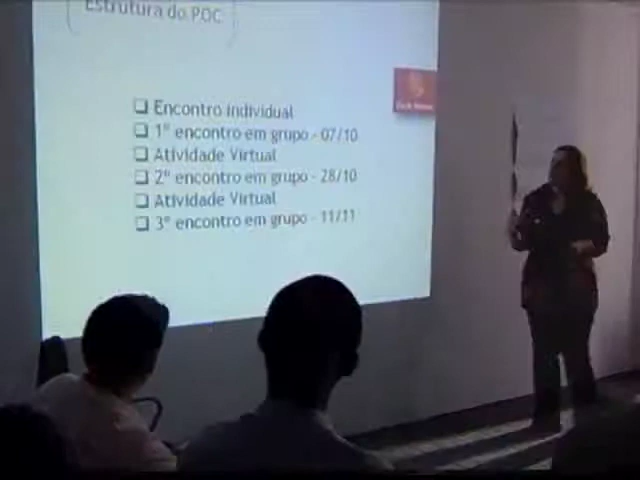 Estrutura do POC
❑ Encontro individual
❑ 1º encontro em grupo - 07/10
❑ Atividade Virtual
❑ 2º encontro em grupo - 28/10
❑ Atividade Virtual
❑ 3º encontro em grupo - 11/11